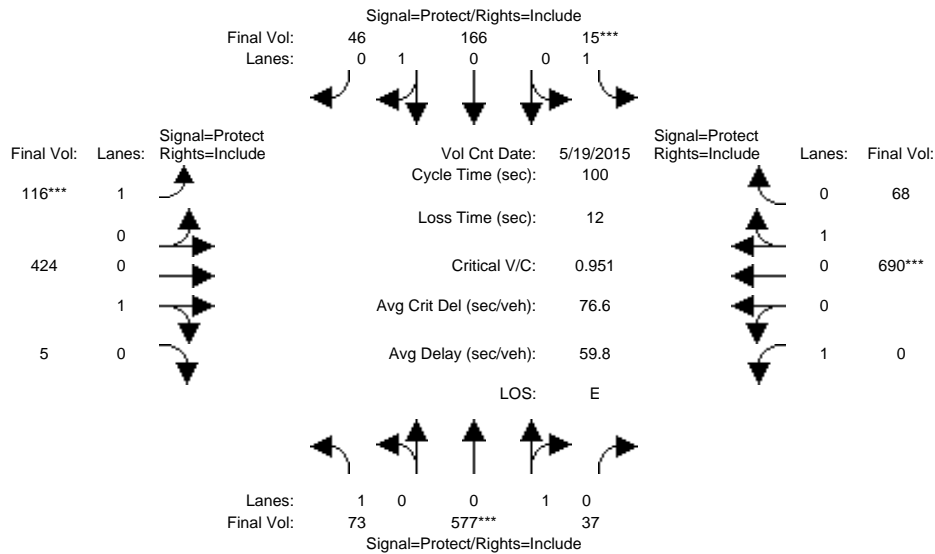 Signal=Protect/Rights=Include
Final Vol: 46 166 15***
Lanes: 0 1 0 0 1
Signal=Protect Signal=Protect
Final Vol: Lanes: Rights=Include Vol Cnt Date: 5/19/2015 Rights=Include Lanes: Final Vol:
Cycle Time (sec): 100
116*** 1 0 68
Loss Time (sec): 12
0 1
424 0 Critical V/C: 0.951 0 690***
1 Avg Crit Del (sec/veh): 76.6 0
5 0 Avg Delay (sec/veh): 59.8 1 0
LOS: E
Lanes: 1 0 0 1 0
Final Vol: 73 577*** 37
Signal=Protect/Rights=Include